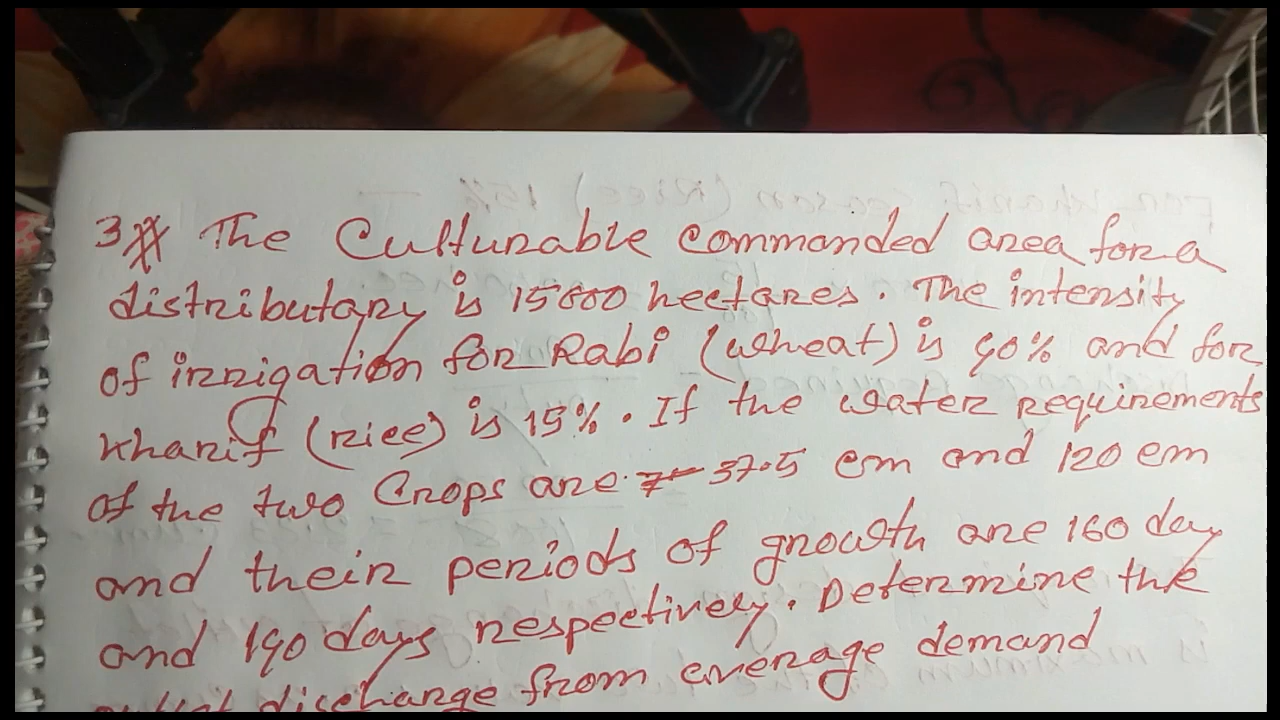 3# The Culturable commanded area for a
distributary is 15000 hectares. The intensity
of irrigation for Rabi (wheat) is 40% and for
kharif (rice) is 15%. If the water requirements
of the two Crops are 37.5 cm and 120 cm
and their periods of growth are 160 day
and 140 days respectively. Determine the
outlet discharge from average demand